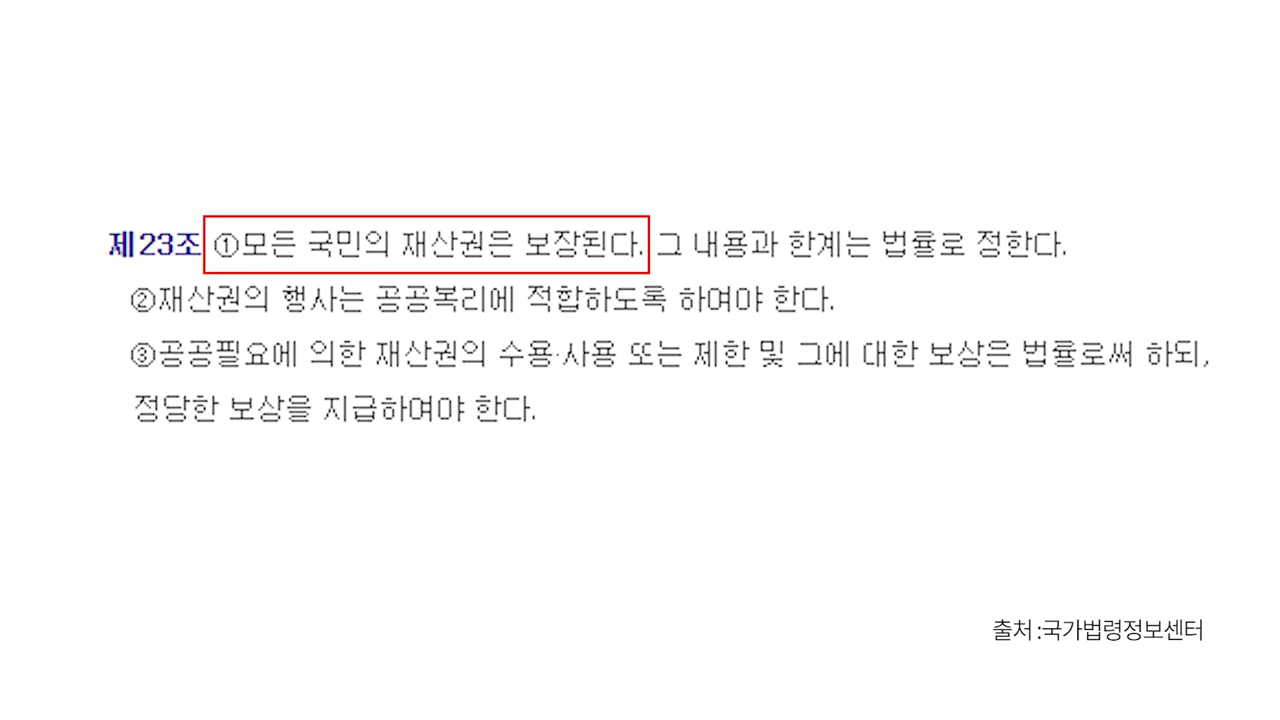 제23조 ①모든 국민의 재산권은 보장된다. 그 내용과 한계는 법률로 정한다.
②재산권의 행사는 공공복리에 적합하도록 하여야 한다.
③공공필요에 의한 재산권의 수용·사용 또는 제한 및 그에 대한 보상은 법률로써 하되,
정당한 보상을 지급하여야 한다.
출처 :국가법령정보센터